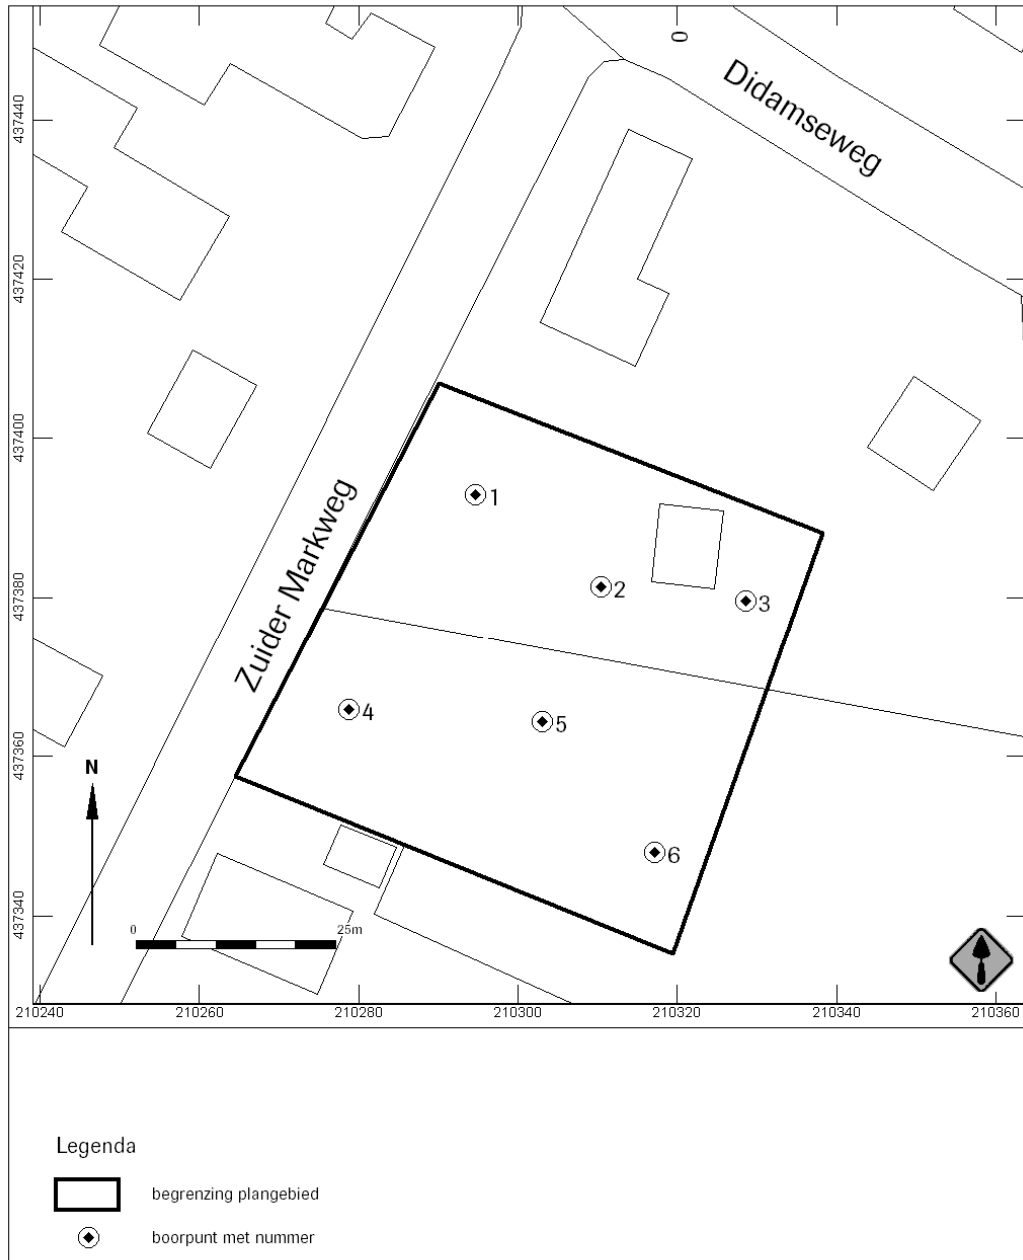 0
Didamseweg
437440
437420
437400
437380
437360
437340
Zuider Markweg
1
2
3
4
5
6
N
0 25m
210240 210260 210280 210300 210320 210340 210360
Legenda
begrenzing plangebied
boorpunt met nummer